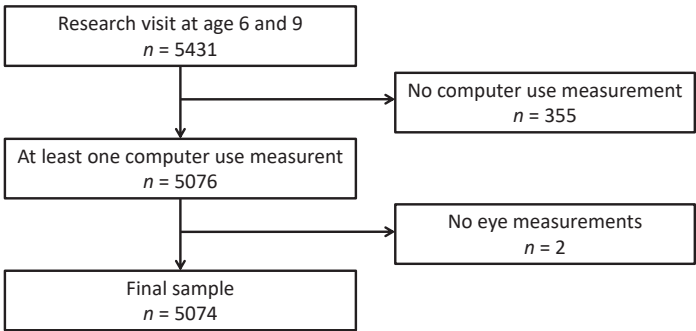 Research visit at age 6 and 9
n = 5431
No computer use measurement
n = 355
At least one computer use measurent
n = 5076
No eye measurements
n = 2
Final sample
n = 5074